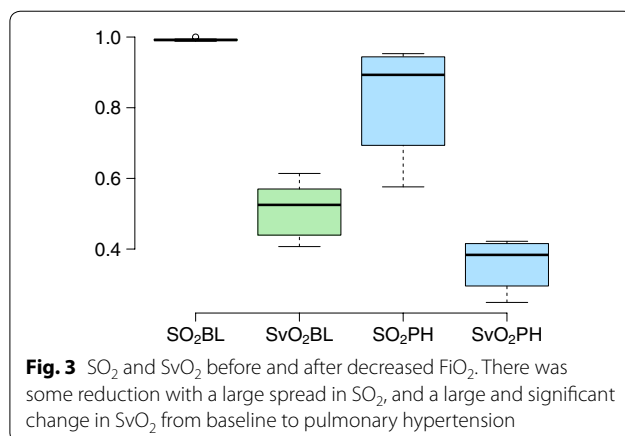 1.0
0.8
0.6
0.4
SO₂BL SvO₂BL SO₂PH SvO₂PH
Fig. 3 SO₂ and SvO₂ before and after decreased FiO₂. There was
some reduction with a large spread in SO₂, and a large and significant
change in SvO₂ from baseline to pulmonary hypertension